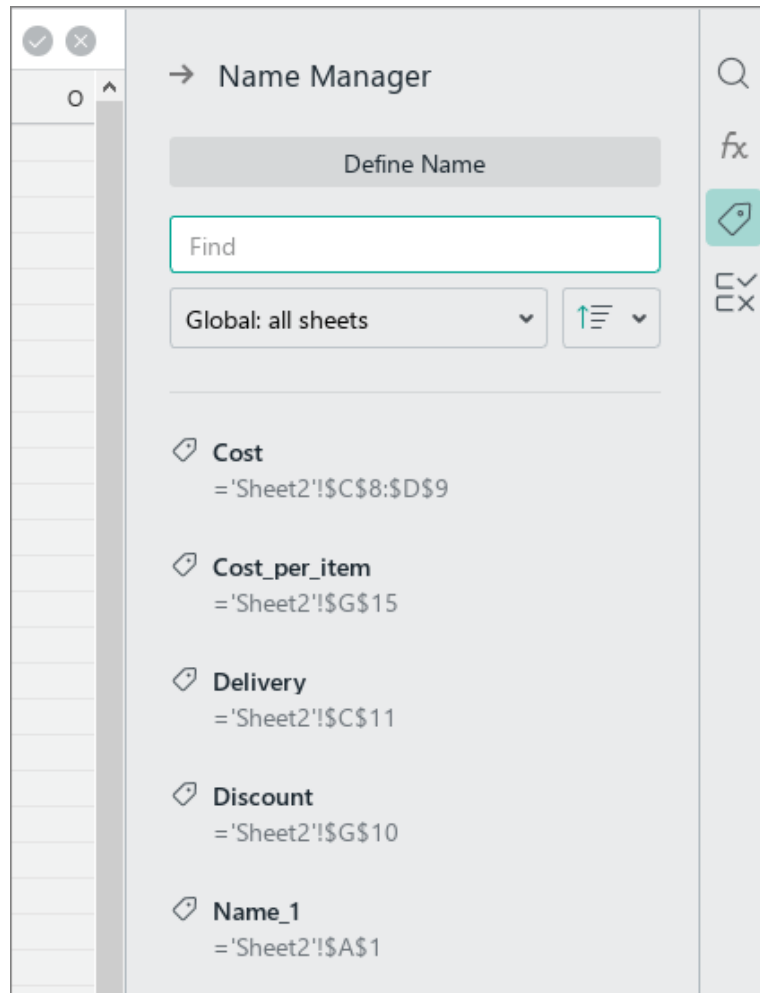 O
Name Manager
Define Name
Find
Global: all sheets
Cost
='Sheet2'!$C$8:$D$9
Cost_per_item
='Sheet2'!$G$15
Delivery
='Sheet2'!$C$11
Discount
='Sheet2'!$G$10
Name_1
='Sheet2'!$A$1
fx